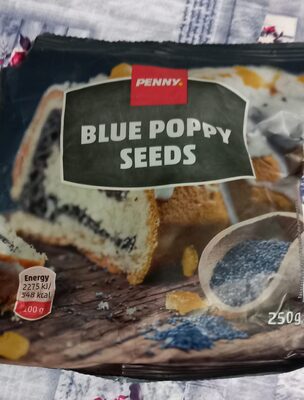 PENNY.
BLUE POPPY
SEEDS
Energy
2275 kJ/
548 kcal
100 g
250g